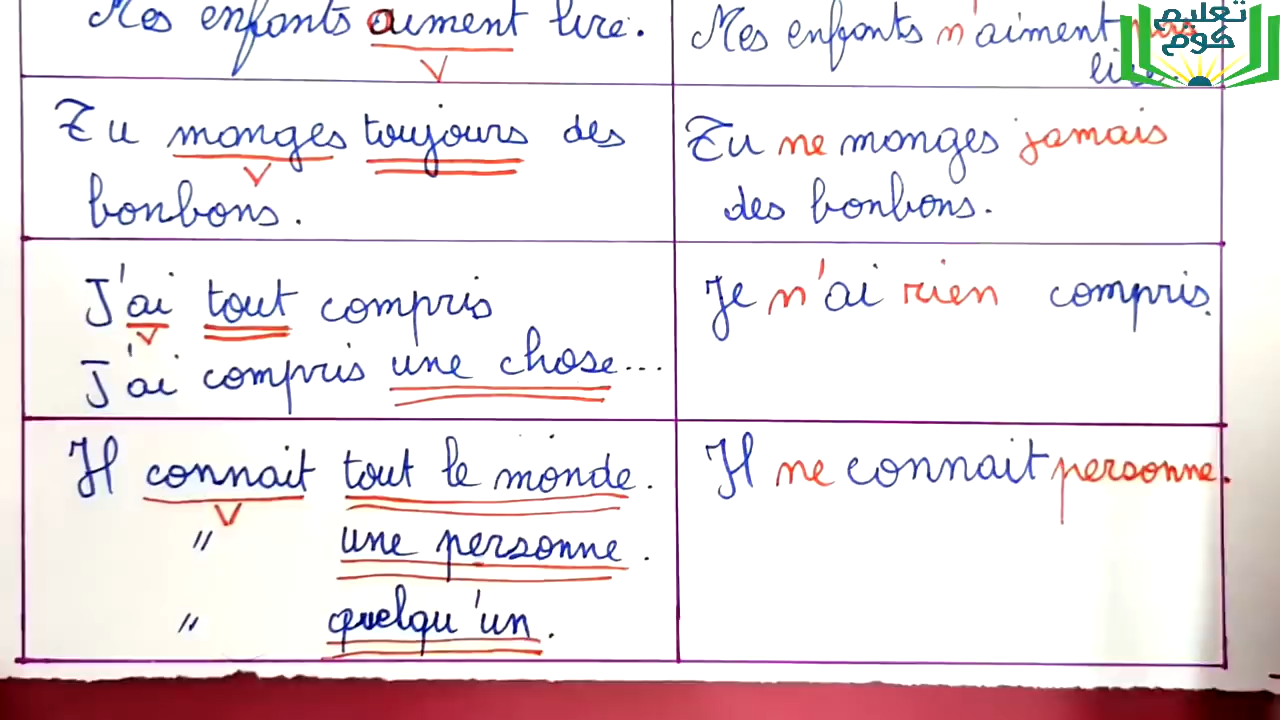 Mes enfants aiment lire.
Mes enfants n'aiment pas
lire.
Tu manges toujours des
V
bonbons.
Tu ne manges jamais
des bonbons.
J'ai tout compris
V
J'ai compris une chose...
Je n'ai rien compris.
Il connait tout le monde.
V
" une personne.
" quelqu'un.
Il ne connait personne.
V
تعليم
كوم